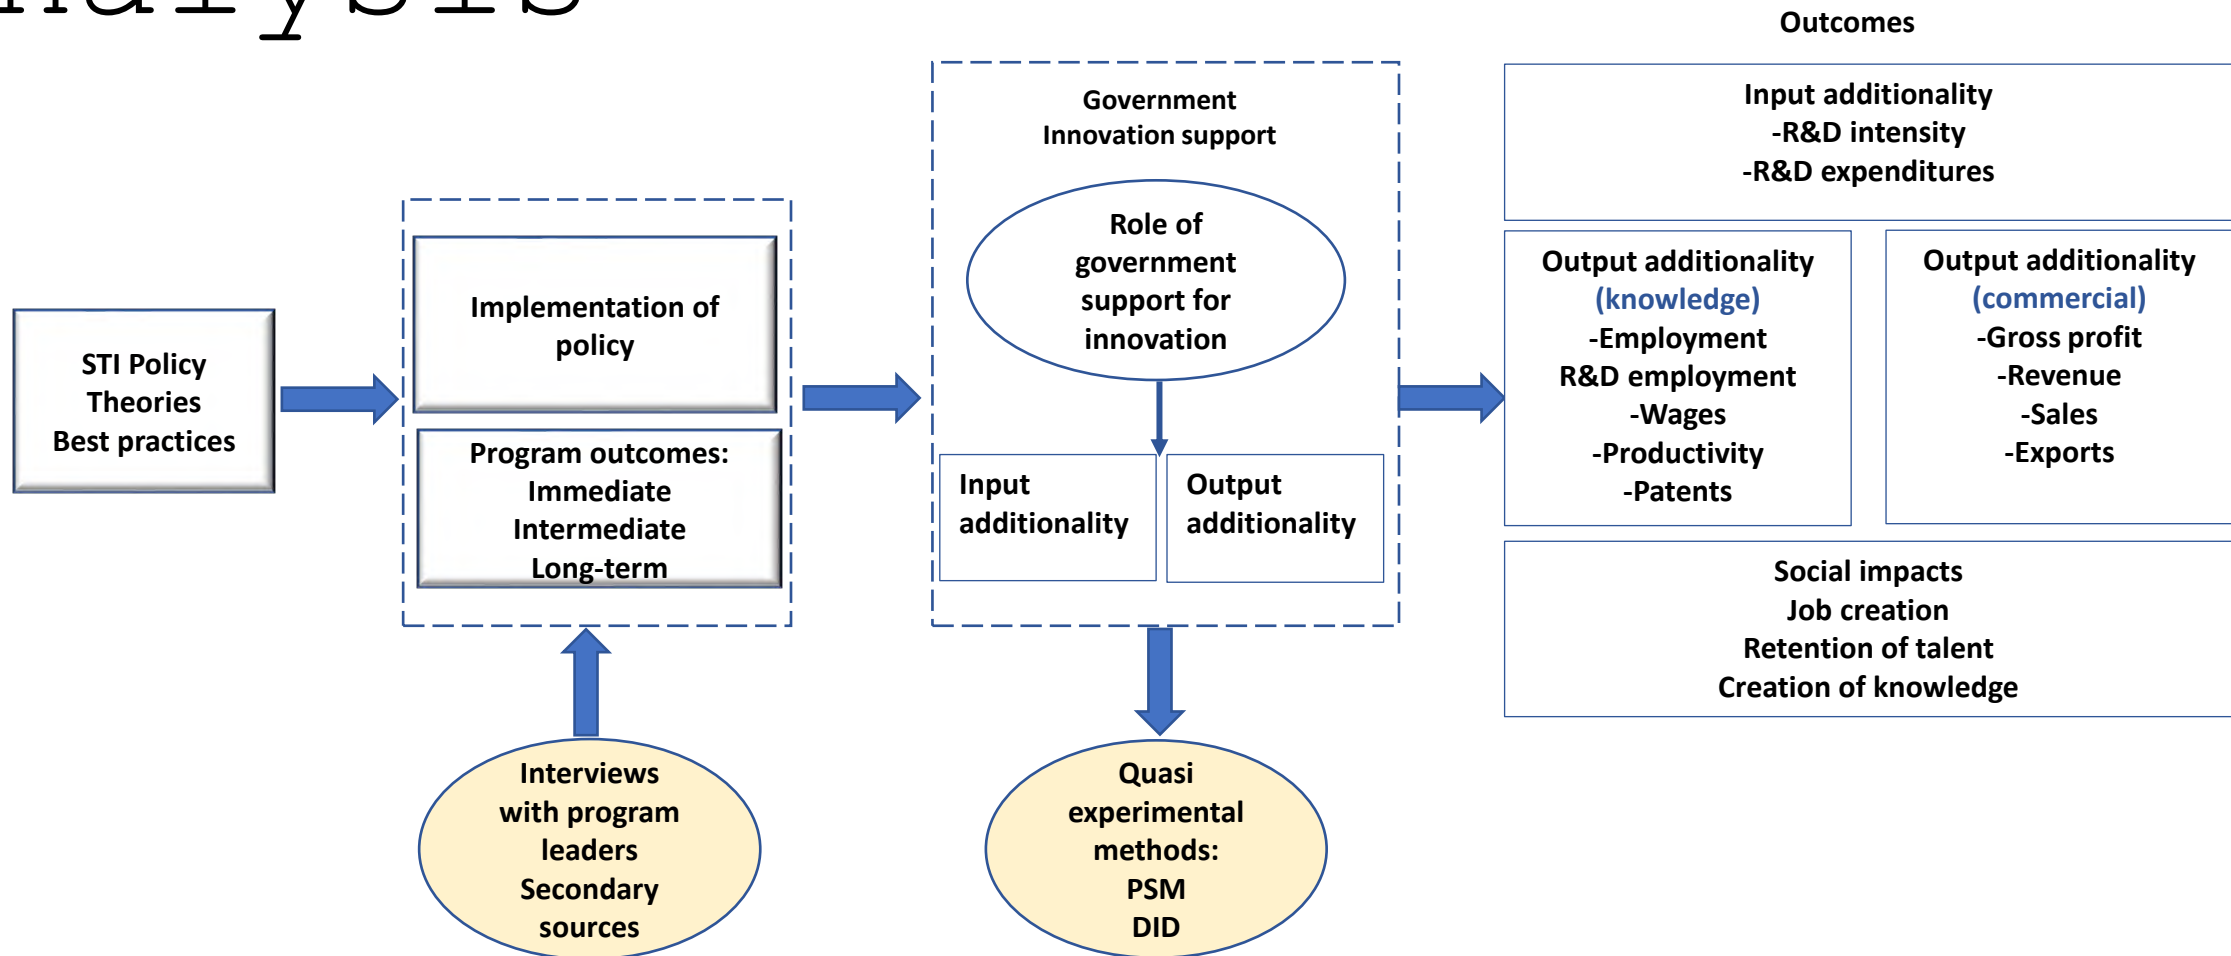 STI Policy
Theories
Best practices
Implementation of
policy
Program outcomes:
Immediate
Intermediate
Long-term
Interviews
with program
leaders
Secondary
sources
Government
Innovation support
Role of
government
support for
innovation
Input
additionality
Output
additionality
Quasi
experimental
methods:
PSM
DID
Outcomes
Input additionality
-R&D intensity
-R&D expenditures
Output additionality
(knowledge)
-Employment
R&D employment
-Wages
-Productivity
-Patents
Output additionality
(commercial)
-Gross profit
-Revenue
-Sales
-Exports
Social impacts
Job creation
Retention of talent
Creation of knowledge